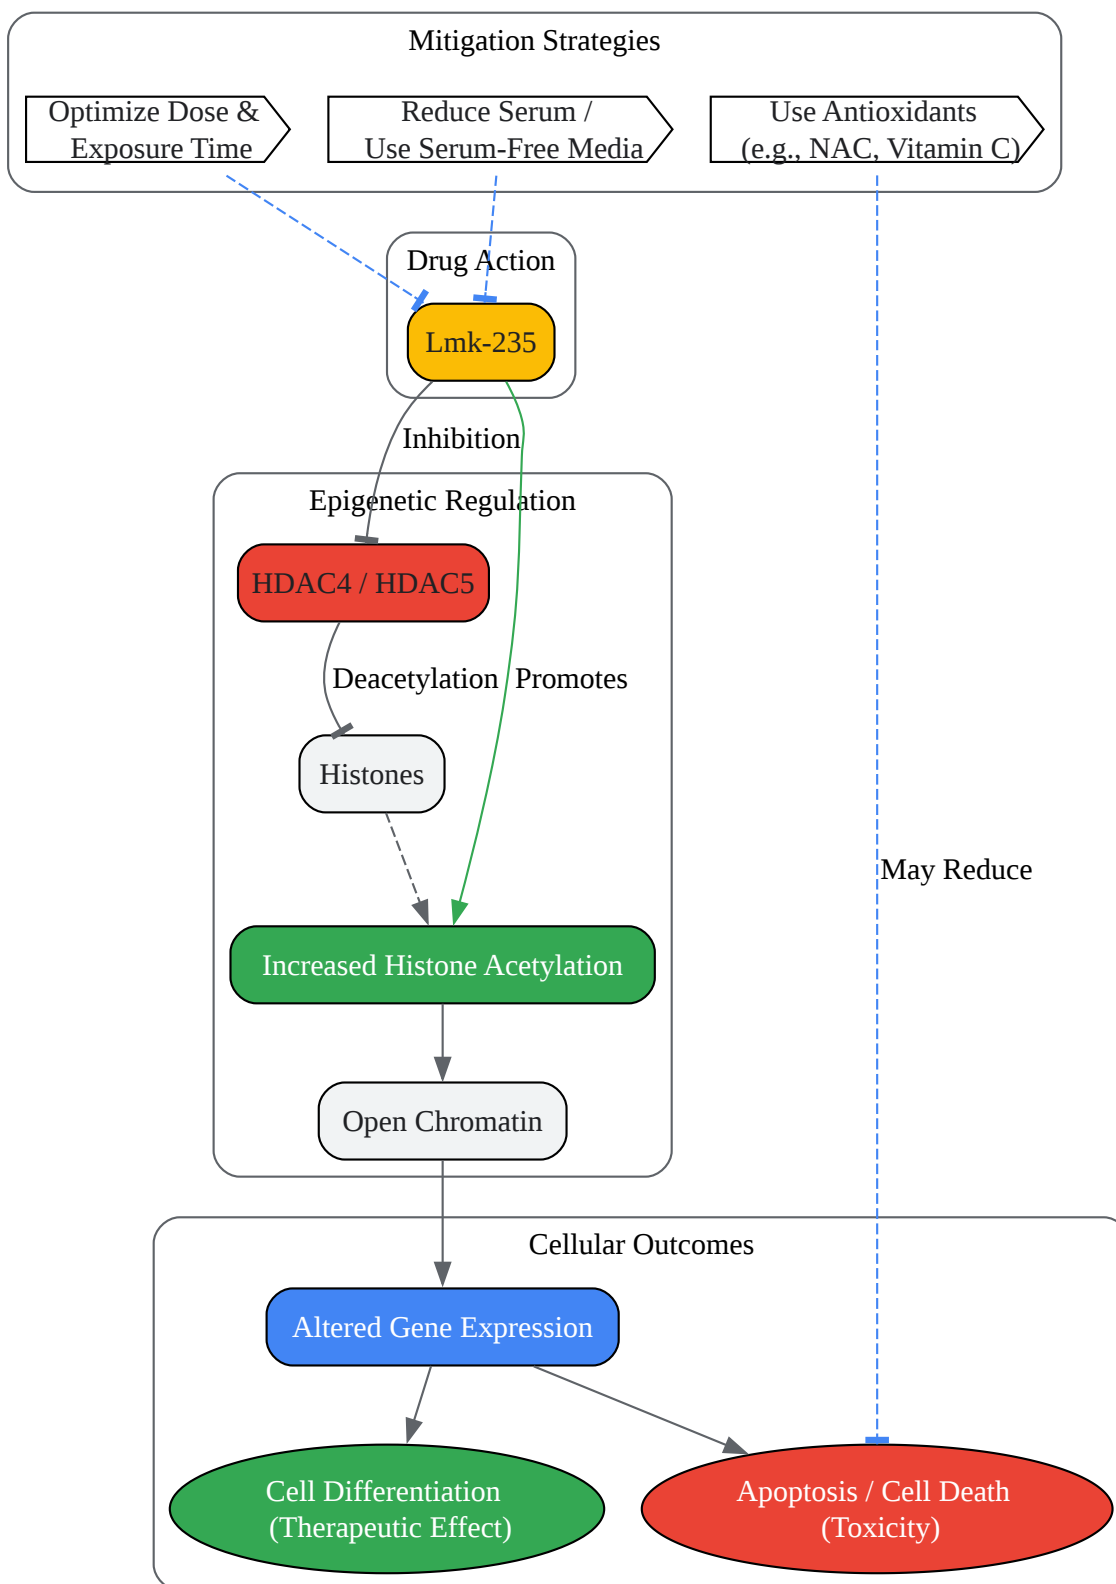 Mitigation Strategies
Optimize Dose &
Exposure Time
Reduce Serum /
Use Serum-Free Media
Use Antioxidants
(e.g., NAC, Vitamin C)
Drug Action
Lmk-235
Inhibition
Epigenetic Regulation
HDAC4 / HDAC5
Deacetylation
Promotes
Histones
May Reduce
Increased Histone Acetylation
Open Chromatin
Cellular Outcomes
Altered Gene Expression
Cell Differentiation
(Therapeutic Effect)
Apoptosis / Cell Death
(Toxicity)